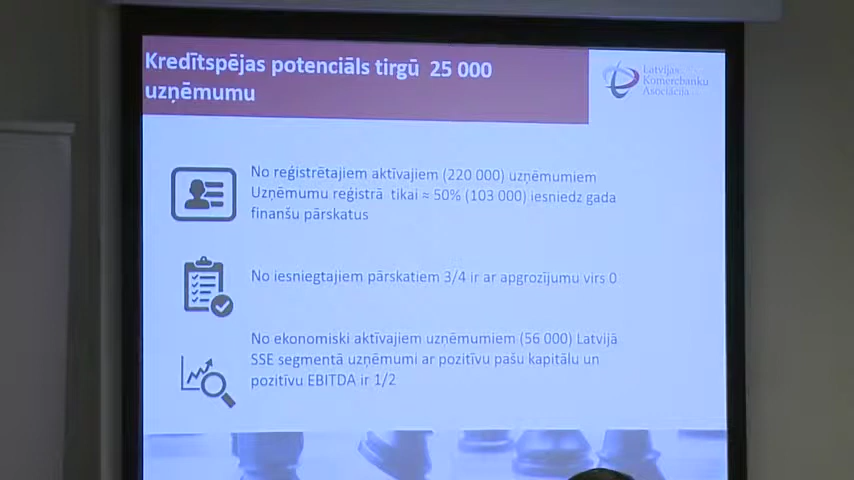 Kredītspējas potenciāls tirgū 25 000
uzņēmumu
Latvijas
Komercbanku
Asociācija
No reģistrētajiem aktīvajiem (220 000) uzņēmumiem
Uzņēmumu reģistrā tikai ≈ 50% (103 000) iesniedz gada
finanšu pārskatus
No iesniegtajiem pārskatiem 3/4 ir ar apgrozījumu virs 0
No ekonomiski aktīvajiem uzņēmumiem (56 000) Latvijā
SSE segmentā uzņēmumi ar pozitīvu pašu kapitālu un
pozitīvu EBITDA ir 1/2